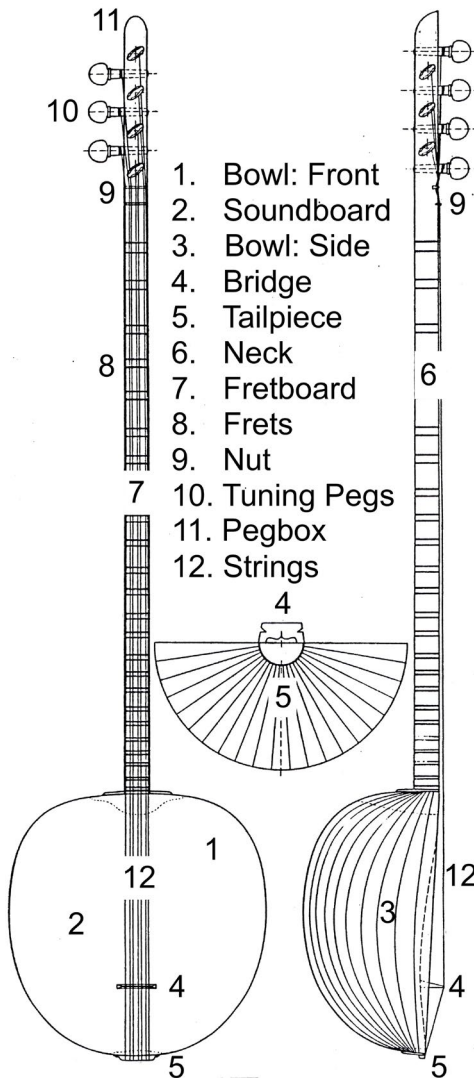 11
10
9
9
1. Bowl: Front
2. Soundboard
3. Bowl: Side
4. Bridge
5. Tailpiece
6. Neck
7. Fretboard
8. Frets
9. Nut
10. Tuning Pegs
11. Pegbox
12. Strings
8
6
7
4
5
1
12
2
4
5
3
12
4
5